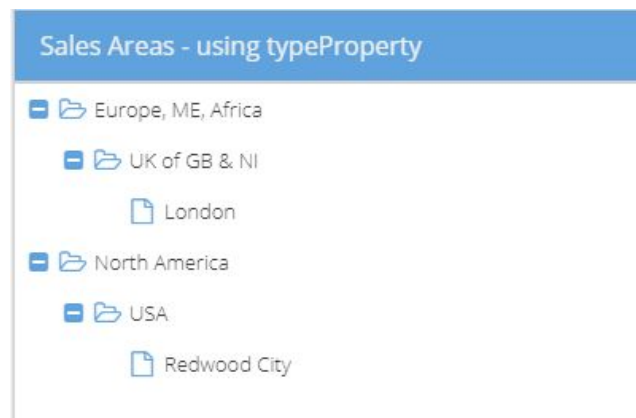 Sales Areas - using typeProperty
Europe, ME, Africa
UK of GB & NI
London
North America
USA
Redwood City